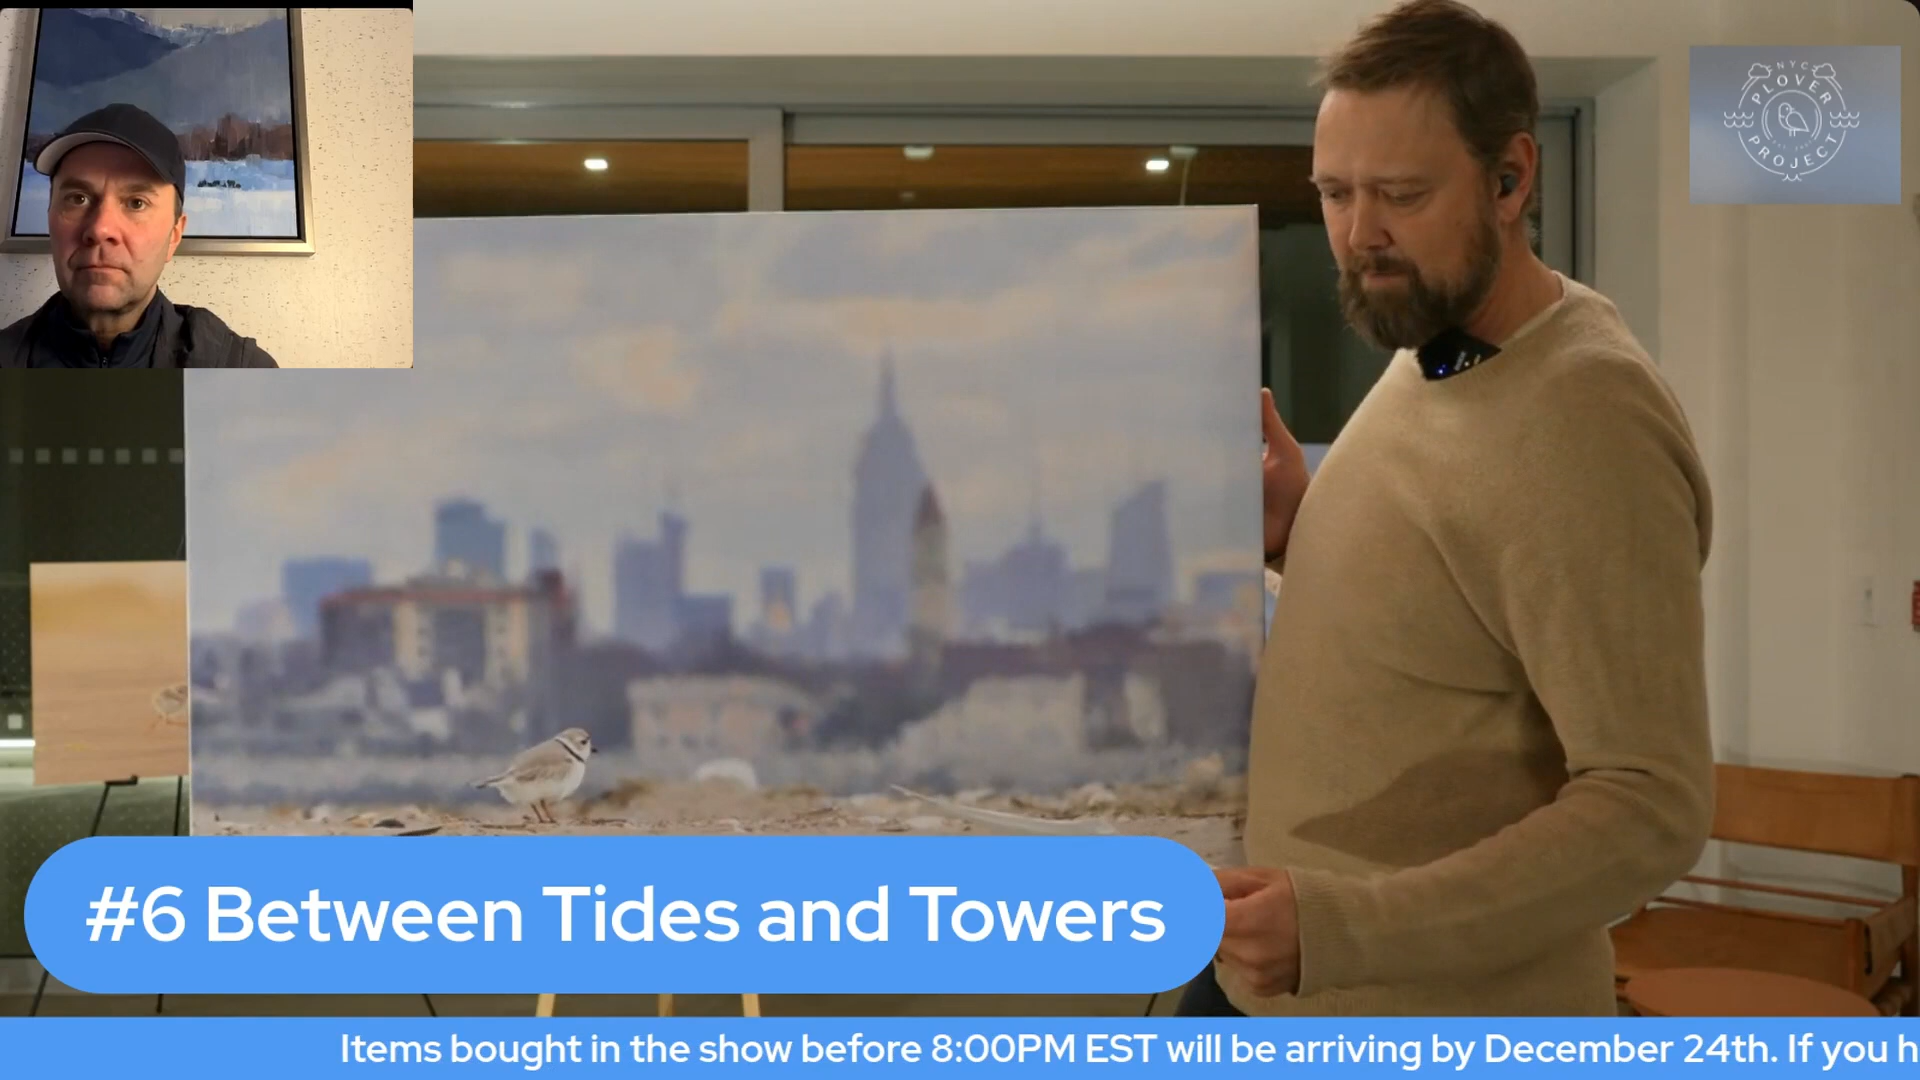 NYC
PLOVER
PROJECT
#6 Between Tides and Towers
Items bought in the show before 8:00PM EST will be arriving by December 24th. If you h